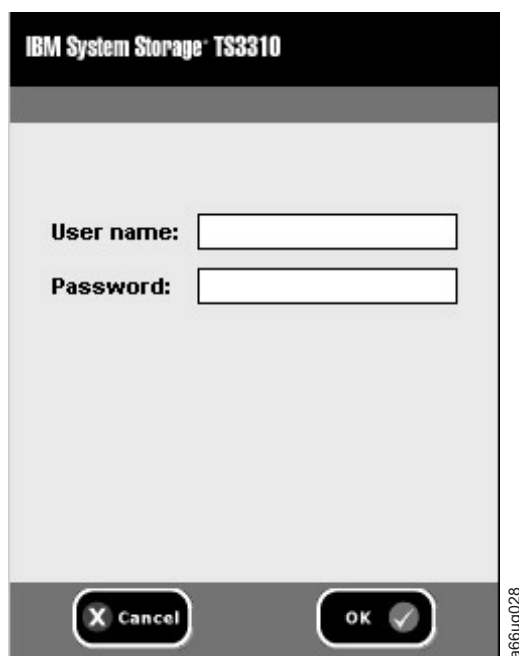 IBM System Storage TS3310
User name:
Password:
X Cancel
OK
a66ug028